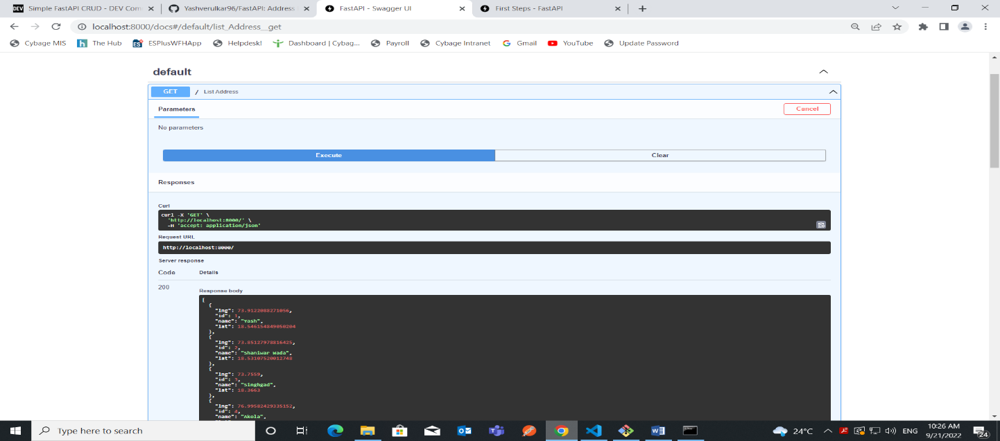 Simple FastAPI CRUD - DEV Com
Yashverulkar96/FastAPI: Address
FastAPI - Swagger UI
First Steps - FastAPI
localhost:8000/docs#/default/list_Address__get
Cybage MIS
The Hub
ESPlusWFHApp
Helpdesk!
Dashboard | Cybag...
Payroll
Cybage Intranet
Gmail
YouTube
Update Password
default
GET / List Address
Parameters
Cancel
No parameters
Execute
Clear
Responses
Curl
curl -X 'GET' \
'http://localhost:8000/' \
-H 'accept: application/json'
Request URL
http://localhost:8000/
Server response
Code Details
200
Response body
[
{
"lng": 73.9122088271056,
"id": 1,
"name": "Yash",
"lat": 18.546154849050204
},
{
"lng": 73.85127978816425,
"id": 2,
"name": "Shaniwar Wada",
"lat": 18.53107520012748
},
{
"lng": 73.7559,
"id": 3,
"name": "Singhgad",
"lat": 18.3663
},
{
"lng": 76.99582429335152,
"id": 4,
"name": "Akola",
Type here to search
24°C
ENG
10:26 AM
9/21/2022
24